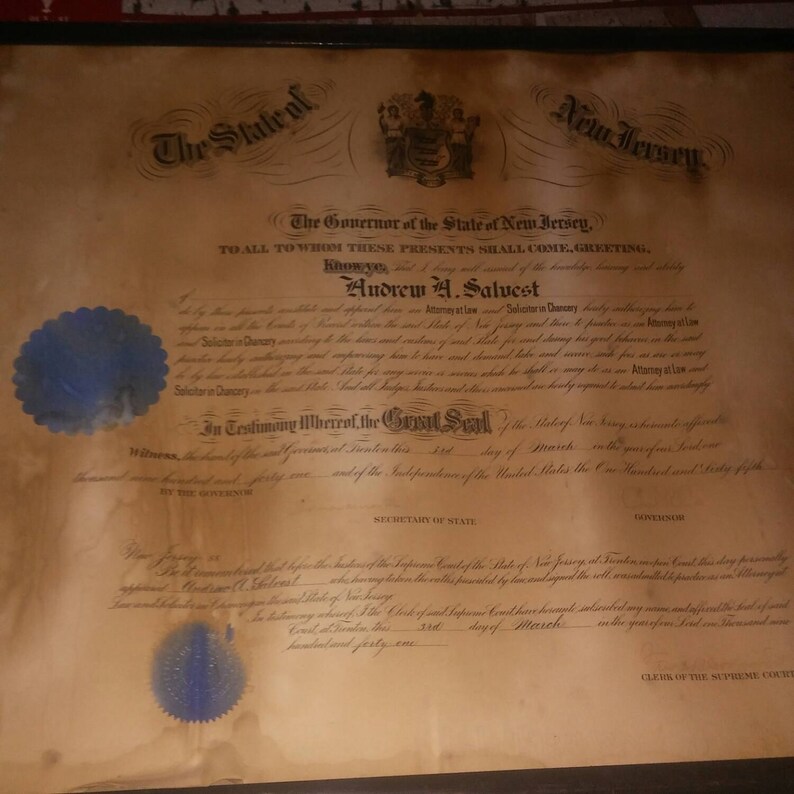 The State of New Jersey.
The Governor of the State of New Jersey,
TO ALL TO WHOM THESE PRESENTS SHALL COME, GREETING,
Know ye, That I being well assured of the knowledge, learning and ability
of Andrew A. Salvest
do by these presents constitute and appoint him an Attorney at Law and Solicitor in Chancery hereby authorizing him to
appear in all the Courts of Record within the said State of New Jersey and there to practice as an Attorney at Law
and Solicitor in Chancery according to the laws and customs of said State for and during his good behavior in the said
practice hereby authorizing and empowering him to have and demand, take and receive, such fees as are or may
be by law established in the said State for any service or services which he shall or may do as an Attorney at Law and
Solicitor in Chancery in the said State. And all Judges, Justices and others concerned are hereby required to admit him accordingly.
In Testimony Whereof, the Great Seal of the State of New Jersey, is hereunto affixed
Witness, the hand of the said Governor, at Trenton this 33d day of March in the year of our Lord one
thousand nine hundred and forty one and of the Independence of the United States the One Hundred and Sixty fifth
BY THE GOVERNOR
SECRETARY OF STATE
GOVERNOR
New Jersey ss
Be it remembered that before the Justices of the Supreme Court of the State of New Jersey, at Trenton, in open Court, this day personally
appeared Andrew A. Salvest who, having taken the oaths prescribed by law, and signed the roll, was admitted to practice as an Attorney at
Law and Solicitor in Chancery in the said State of New Jersey.
In testimony whereof, I the Clerk of said Supreme Court, have hereunto subscribed my name, and affixed the Seal of said
Court, at Trenton, this 33d day of March in the year of our Lord one Thousand nine
hundred and forty one
CLERK OF THE SUPREME COURT